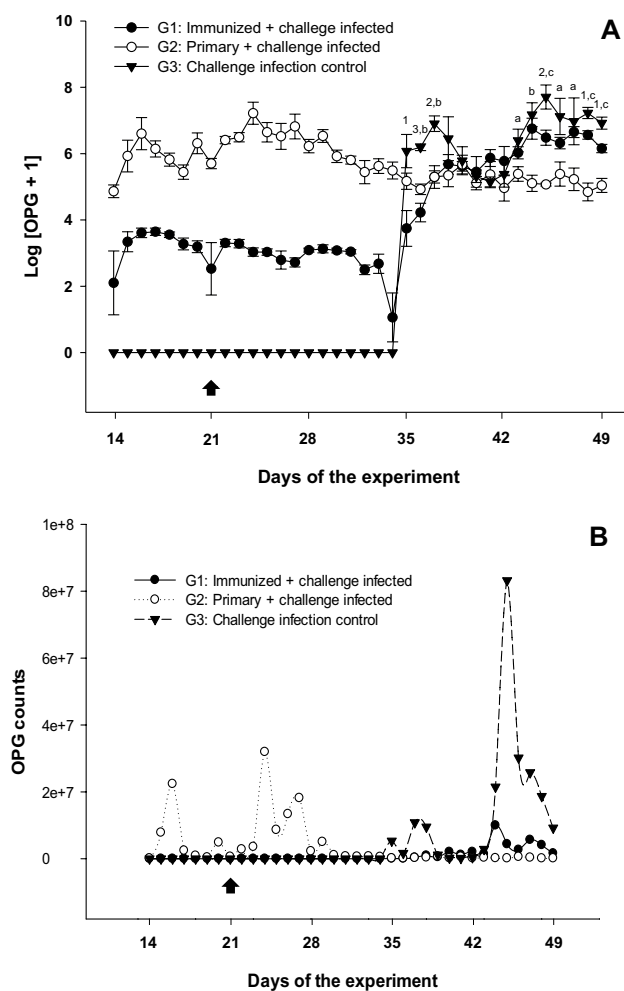 A
G1: Immunized + challege infected
G2: Primary + challenge infected
G3: Challenge infection control
Log [OPG + 1]
10
8
6
4
2
0
1
3,b
2,b
a
b
2,c
a
a
1,c
1,c
14
21
28
35
42
49
Days of the experiment
B
G1: Immunized + challenge infected
G2: Primary + challenge infected
G3: Challenge infection control
OPG counts
1e+8
8e+7
6e+7
4e+7
2e+7
0
14
21
28
35
42
49
Days of the experiment